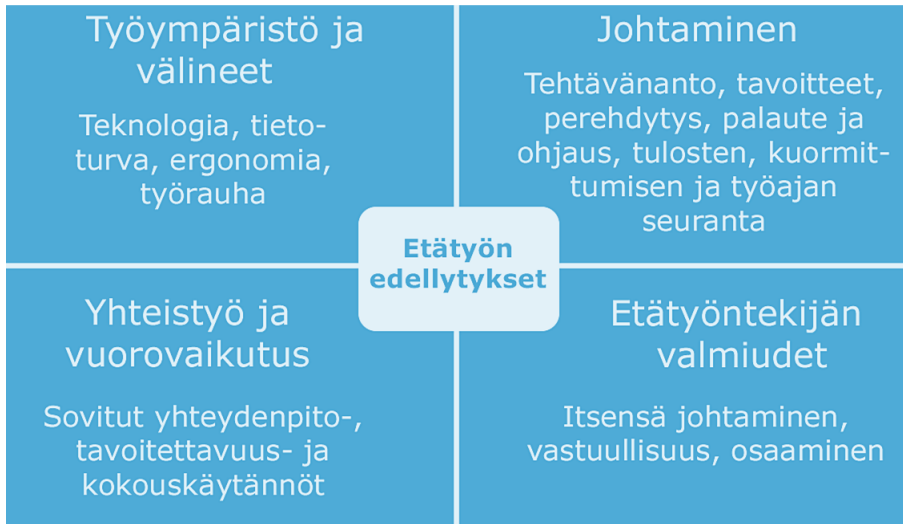 Työympäristö ja
välineet
Teknologia, tieto-
turva, ergonomia,
työrauha
Johtaminen
Tehtävänanto, tavoitteet,
perehdytys, palaute ja
ohjaus, tulosten, kuormit-
tumisen ja työajan
seuranta
Etätyön
edellytykset
Yhteistyö ja
vuorovaikutus
Sovitut yhteydenpito-,
tavoitettavuus- ja
kokouskäytännöt
Etätyöntekijän
valmiudet
Itsensä johtaminen,
vastuullisuus, osaaminen